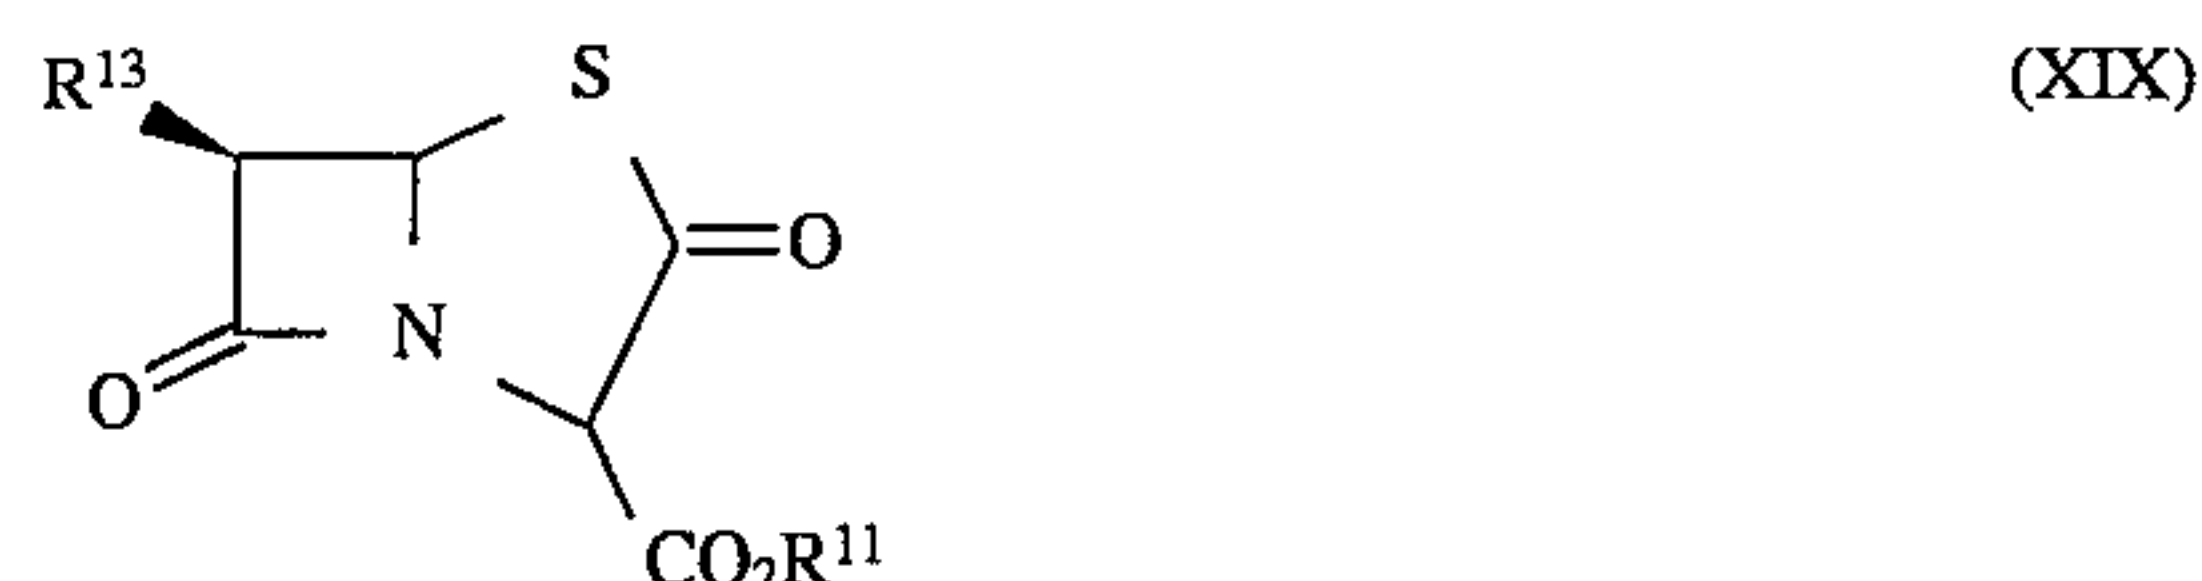 R¹³ S (XIX)
O
N
O
CO₂R¹¹